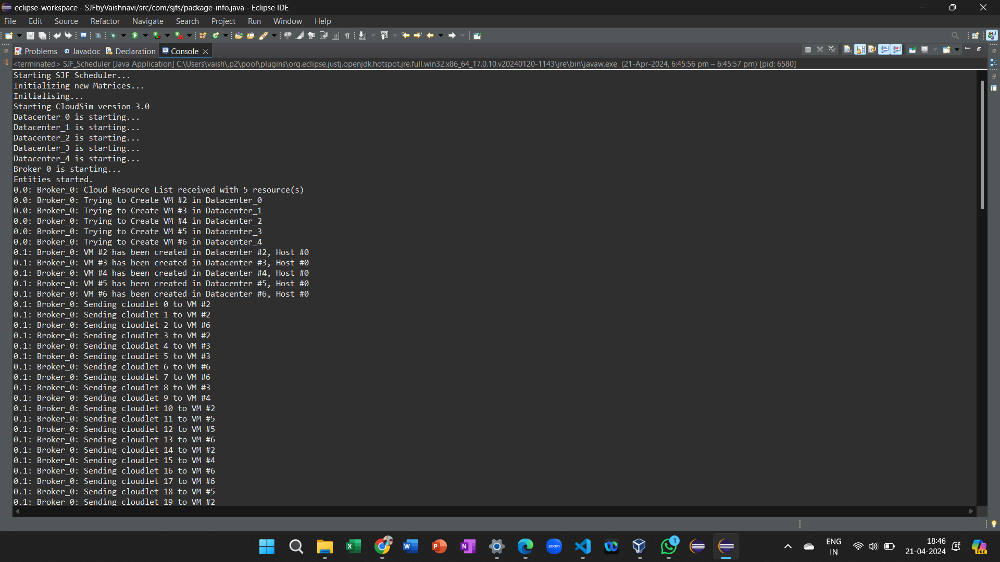 eclipse-workspace - SJFbyVaishnavi/src/com/sjfs/package-info.java - Eclipse IDE
File Edit Source Refactor Navigate Search Project Run Window Help
Problems Javadoc Declaration Console
<terminated> SJF_Scheduler [Java Application] C:\Users\vaish\.p2\pool\plugins\org.eclipse.justj.openjdk.hotspot.jre.full.win32.x86_64_17.0.10.v20240120-1143\jre\bin\javaw.exe (21-Apr-2024, 6:45:56 pm – 6:45:57 pm) [pid: 6580]
Starting SJF Scheduler...
Initializing new Matrices...
Initialising...
Starting CloudSim version 3.0
Datacenter_0 is starting...
Datacenter_1 is starting...
Datacenter_2 is starting...
Datacenter_3 is starting...
Datacenter_4 is starting...
Broker_0 is starting...
Entities started.
0.0: Broker_0: Cloud Resource List received with 5 resource(s)
0.0: Broker_0: Trying to Create VM #2 in Datacenter_0
0.0: Broker_0: Trying to Create VM #3 in Datacenter_1
0.0: Broker_0: Trying to Create VM #4 in Datacenter_2
0.0: Broker_0: Trying to Create VM #5 in Datacenter_3
0.0: Broker_0: Trying to Create VM #6 in Datacenter_4
0.1: Broker_0: VM #2 has been created in Datacenter #2, Host #0
0.1: Broker_0: VM #3 has been created in Datacenter #3, Host #0
0.1: Broker_0: VM #4 has been created in Datacenter #4, Host #0
0.1: Broker_0: VM #5 has been created in Datacenter #5, Host #0
0.1: Broker_0: VM #6 has been created in Datacenter #6, Host #0
0.1: Broker_0: Sending cloudlet 0 to VM #2
0.1: Broker_0: Sending cloudlet 1 to VM #2
0.1: Broker_0: Sending cloudlet 2 to VM #6
0.1: Broker_0: Sending cloudlet 3 to VM #2
0.1: Broker_0: Sending cloudlet 4 to VM #3
0.1: Broker_0: Sending cloudlet 5 to VM #3
0.1: Broker_0: Sending cloudlet 6 to VM #6
0.1: Broker_0: Sending cloudlet 7 to VM #6
0.1: Broker_0: Sending cloudlet 8 to VM #3
0.1: Broker_0: Sending cloudlet 9 to VM #4
0.1: Broker_0: Sending cloudlet 10 to VM #2
0.1: Broker_0: Sending cloudlet 11 to VM #5
0.1: Broker_0: Sending cloudlet 12 to VM #5
0.1: Broker_0: Sending cloudlet 13 to VM #6
0.1: Broker_0: Sending cloudlet 14 to VM #2
0.1: Broker_0: Sending cloudlet 15 to VM #4
0.1: Broker_0: Sending cloudlet 16 to VM #6
0.1: Broker_0: Sending cloudlet 17 to VM #6
0.1: Broker_0: Sending cloudlet 18 to VM #5
0.1: Broker_0: Sending cloudlet 19 to VM #2
zoom
1
ENG
IN
18:46
21-04-2024
PRE